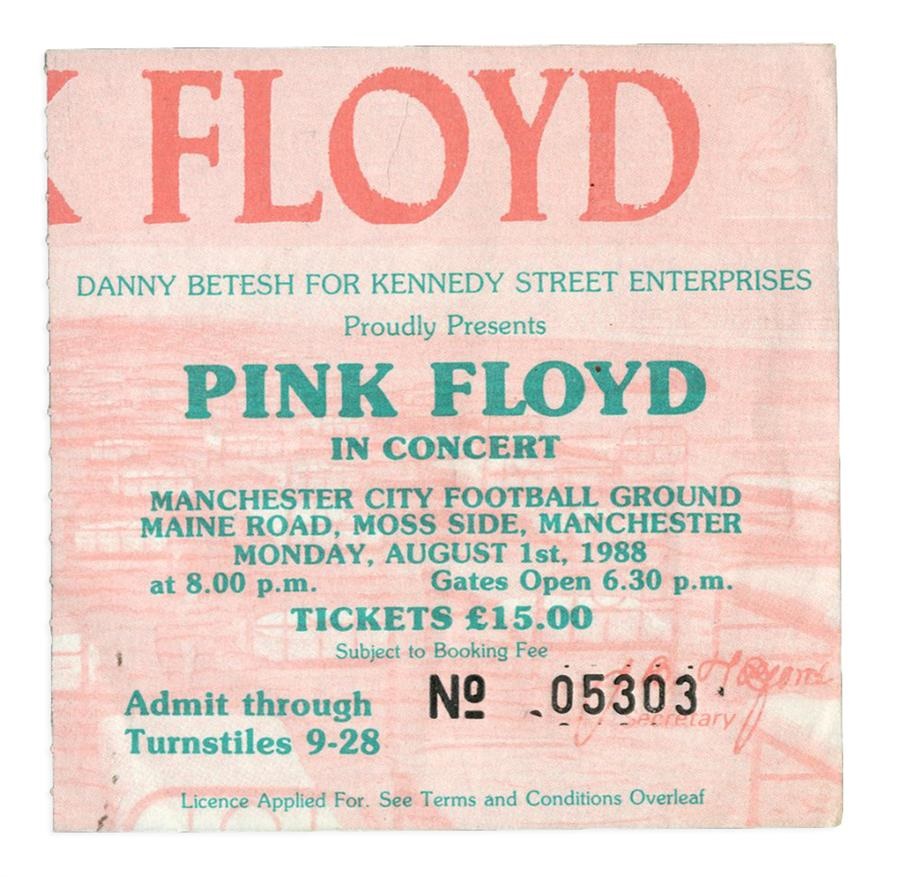 K FLOYD
DANNY BETESH FOR KENNEDY STREET ENTERPRISES
Proudly Presents
PINK FLOYD
IN CONCERT
MANCHESTER CITY FOOTBALL GROUND
MAINE ROAD, MOSS SIDE, MANCHESTER
MONDAY, AUGUST 1st, 1988
at 8.00 p.m. Gates Open 6.30 p.m.
TICKETS £15.00
Subject to Booking Fee
Admit through
Turnstiles 9-28
Nº 05303
Secretary
Licence Applied For. See Terms and Conditions Overleaf